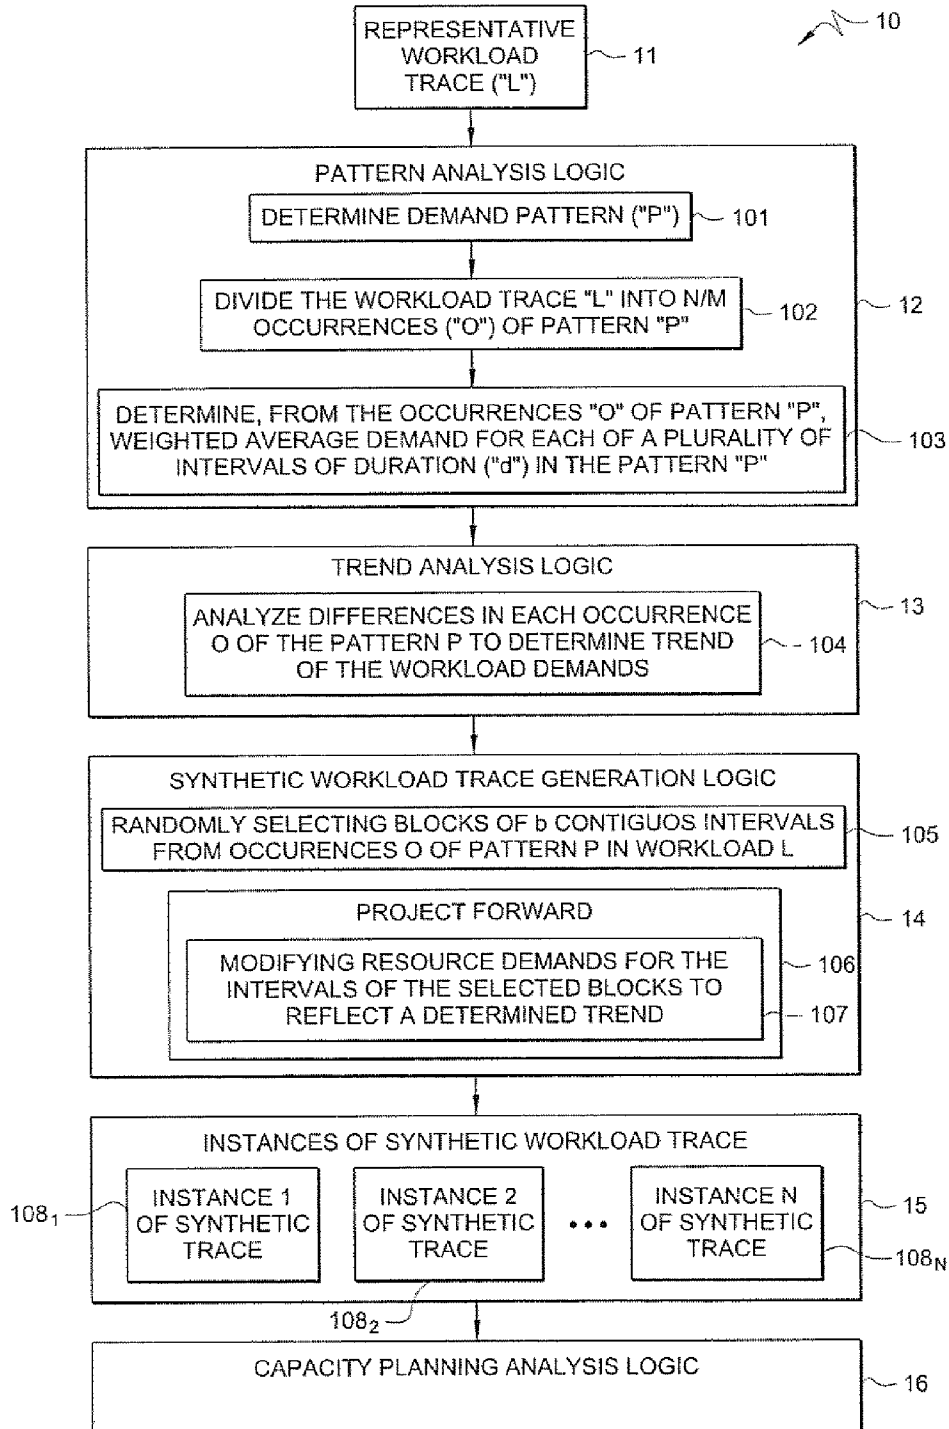 10
REPRESENTATIVE
WORKLOAD
TRACE ("L")
11
PATTERN ANALYSIS LOGIC
DETERMINE DEMAND PATTERN ("P")
101
DIVIDE THE WORKLOAD TRACE "L" INTO N/M
OCCURRENCES ("O") OF PATTERN "P"
102
12
DETERMINE, FROM THE OCCURRENCES "O" OF PATTERN "P",
WEIGHTED AVERAGE DEMAND FOR EACH OF A PLURALITY OF
INTERVALS OF DURATION ("d") IN THE PATTERN "P"
103
TREND ANALYSIS LOGIC
13
ANALYZE DIFFERENCES IN EACH OCCURRENCE
O OF THE PATTERN P TO DETERMINE TREND
OF THE WORKLOAD DEMANDS
104
SYNTHETIC WORKLOAD TRACE GENERATION LOGIC
RANDOMLY SELECTING BLOCKS OF b CONTIGUOS INTERVALS
FROM OCCURENCES O OF PATTERN P IN WORKLOAD L
105
PROJECT FORWARD
14
MODIFYING RESOURCE DEMANDS FOR THE
INTERVALS OF THE SELECTED BLOCKS TO
REFLECT A DETERMINED TREND
106
107
INSTANCES OF SYNTHETIC WORKLOAD TRACE
15
108₁
INSTANCE 1
OF SYNTHETIC
TRACE
INSTANCE 2
OF SYNTHETIC
TRACE
108₂
•••
INSTANCE N
OF SYNTHETIC
TRACE
108N
CAPACITY PLANNING ANALYSIS LOGIC
16